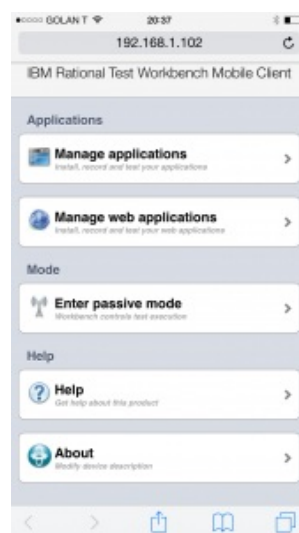 GOLAN T 20:37
192.168.1.102
IBM Rational Test Workbench Mobile Client
Applications
Manage applications
Install, record and test your applications
Manage web applications
Install, record and test your web applications
Mode
Enter passive mode
Workbench controls test execution
Help
Help
Get help about this product
About
Modify device description